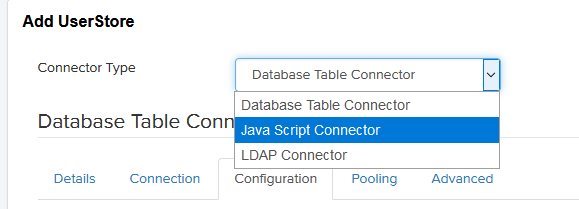 Add UserStore
Connector Type
Database Table Connector
Database Table Connector
Java Script Connector
LDAP Connector
Database Table Conn
Details Connection Configuration Pooling Advanced